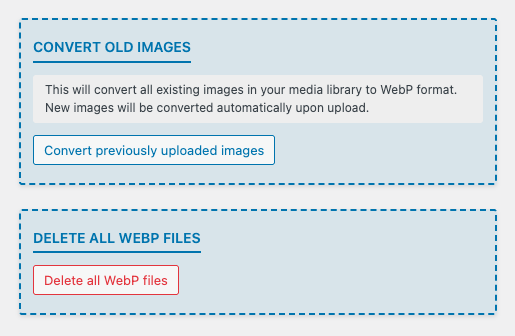 CONVERT OLD IMAGES
This will convert all existing images in your media library to WebP format.
New images will be converted automatically upon upload.
Convert previously uploaded images
DELETE ALL WEBP FILES
Delete all WebP files